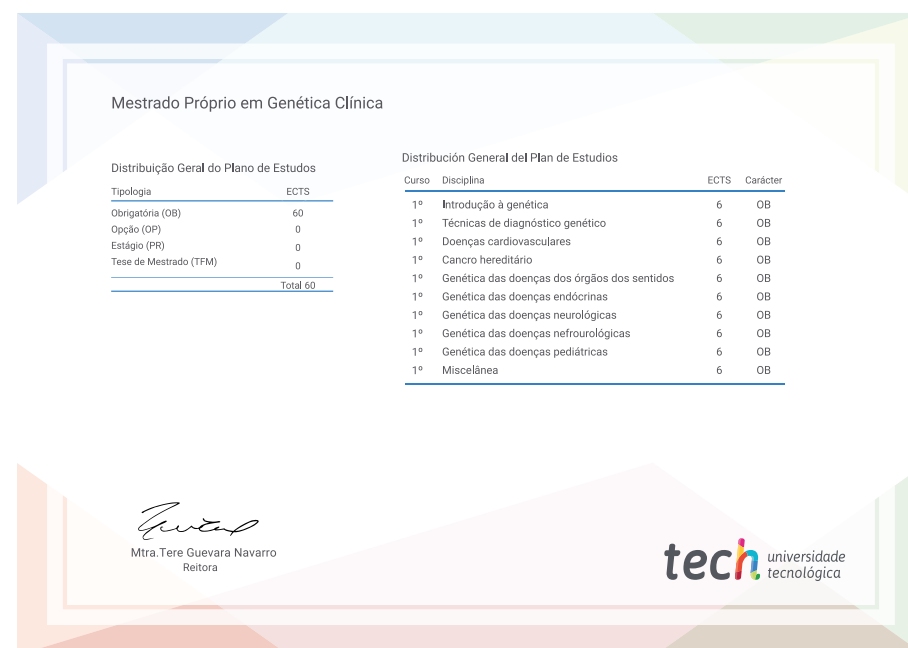 Mestrado Próprio em Genética Clínica
Distribuição Geral do Plano de Estudos
Tipologia ECTS
Obrigatória (OB) 60
Opção (OP) 0
Estágio (PR) 0
Tese de Mestrado (TFM) 0
Total 60
Distribución General del Plan de Estudios
Curso Disciplina ECTS Carácter
1º Introdução à genética 6 OB
1º Técnicas de diagnóstico genético 6 OB
1º Doenças cardiovasculares 6 OB
1º Cancro hereditário 6 OB
1º Genética das doenças dos órgãos dos sentidos 6 OB
1º Genética das doenças endócrinas 6 OB
1º Genética das doenças neurológicas 6 OB
1º Genética das doenças nefrourológicas 6 OB
1º Genética das doenças pediátricas 6 OB
1º Miscelânea 6 OB
Mtra.Tere Guevara Navarro
Reitora
tech universidade
tecnológica